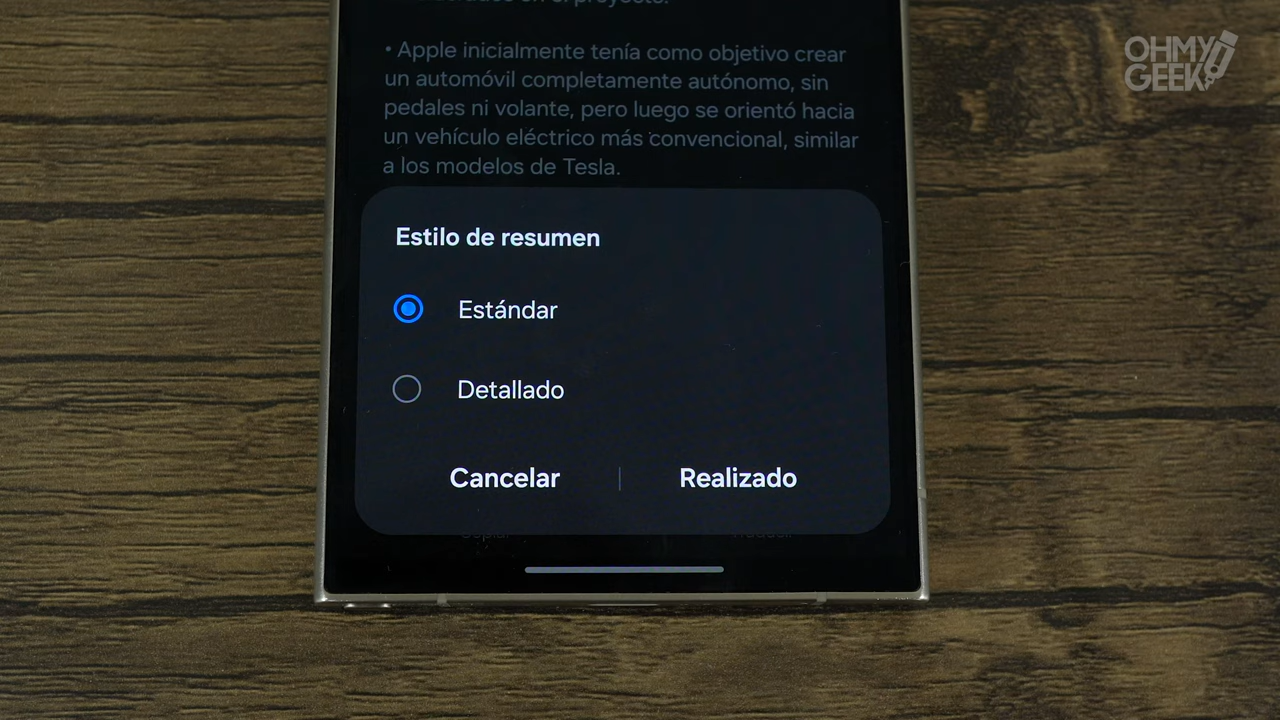 • Apple inicialmente tenía como objetivo crear
un automóvil completamente autónomo, sin
pedales ni volante, pero luego se orientó hacia
un vehículo eléctrico más convencional, similar
a los modelos de Tesla.
Estilo de resumen
Estándar
Detallado
Cancelar
Realizado
OHMY
GEEK